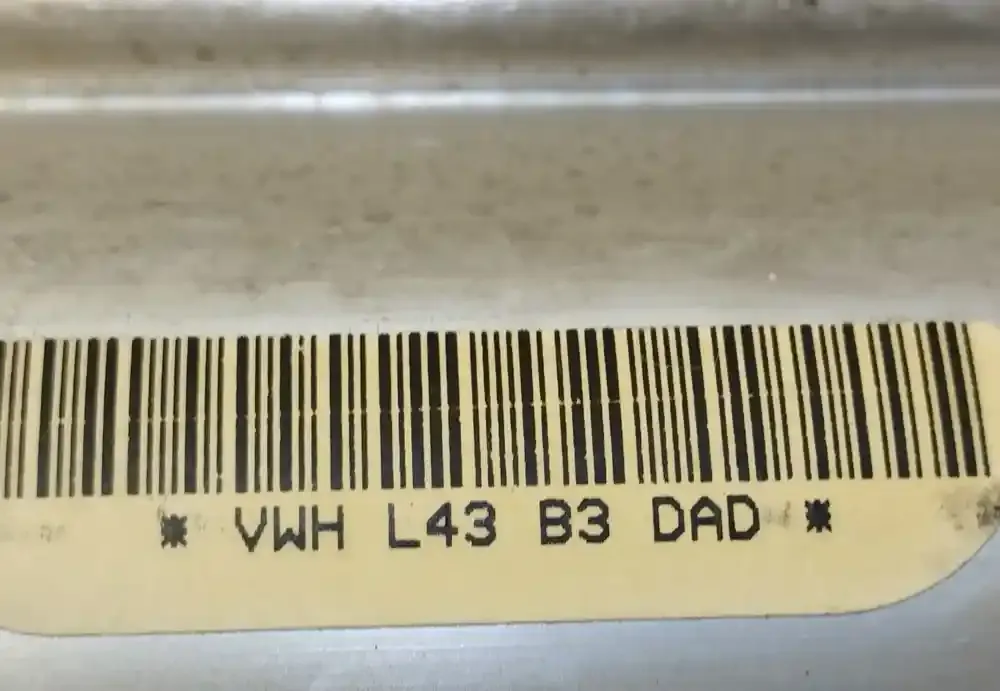 * VWH L43 B3 DAD *